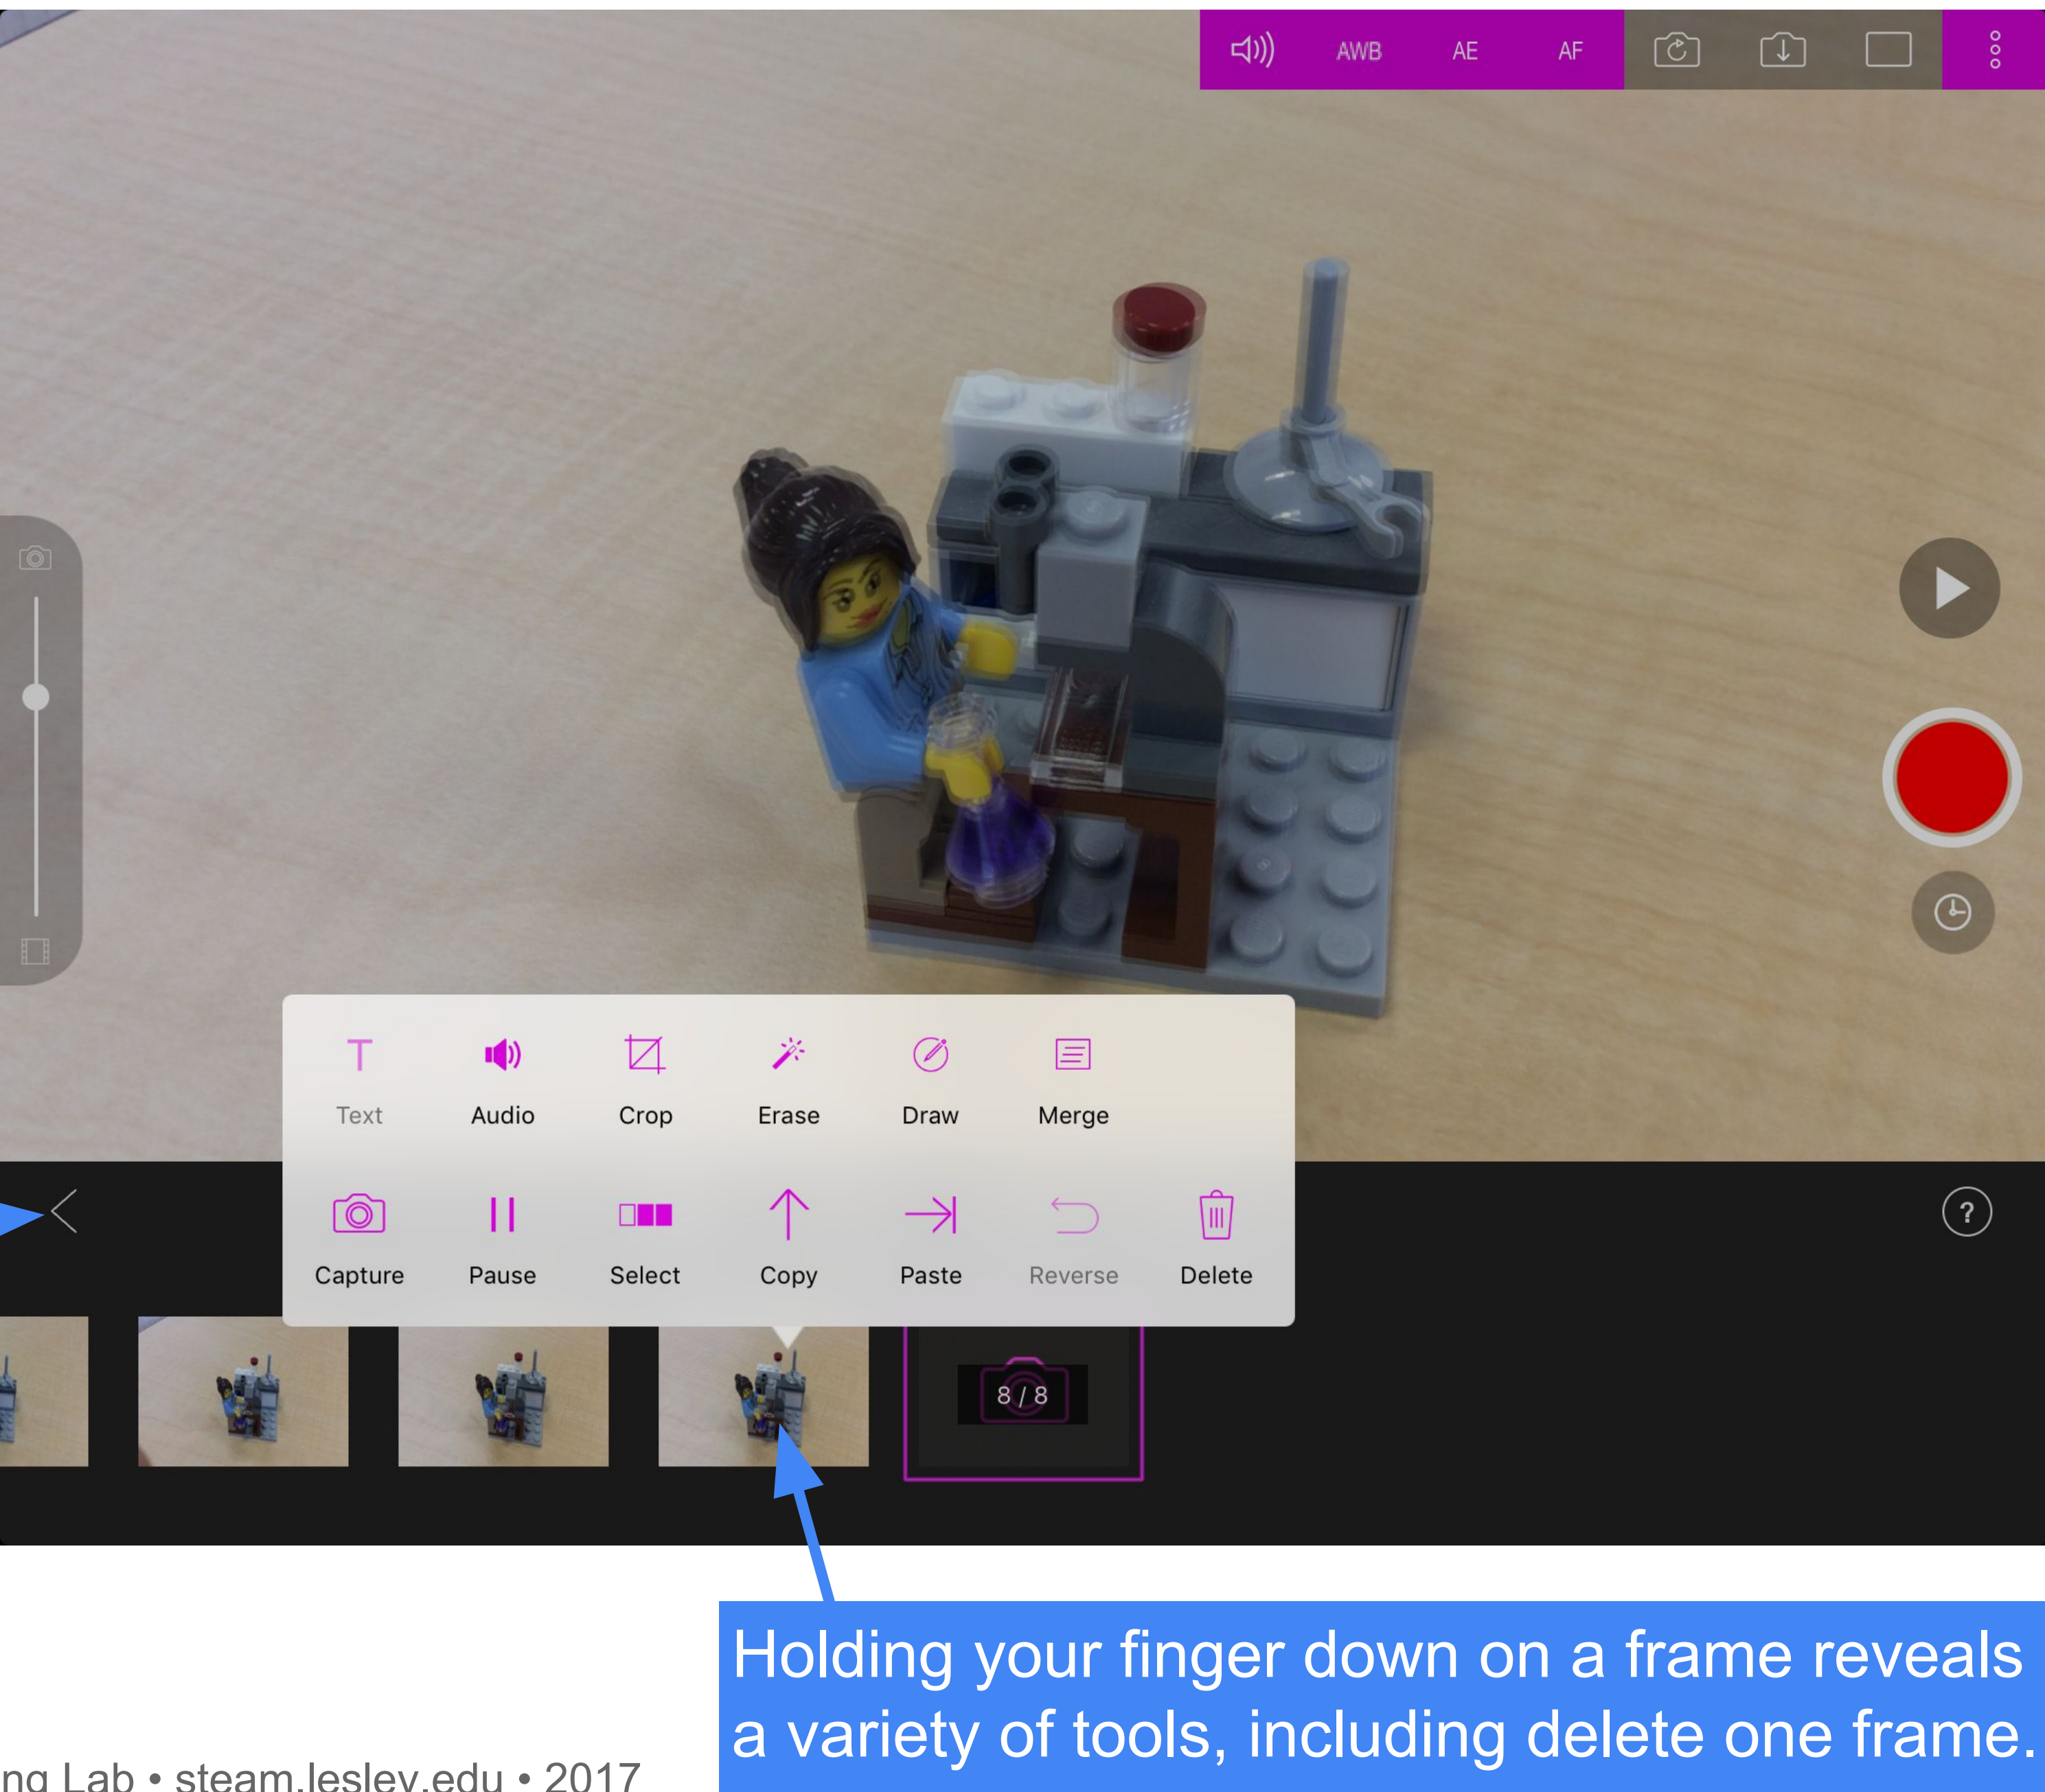 AWB AE AF
Text Audio Crop Erase Draw Merge
?
Capture Pause Select Copy Paste Reverse Delete
8 / 8
Holding your finger down on a frame reveals
a variety of tools, including delete one frame.
Lab • steam.lesley.edu • 2017